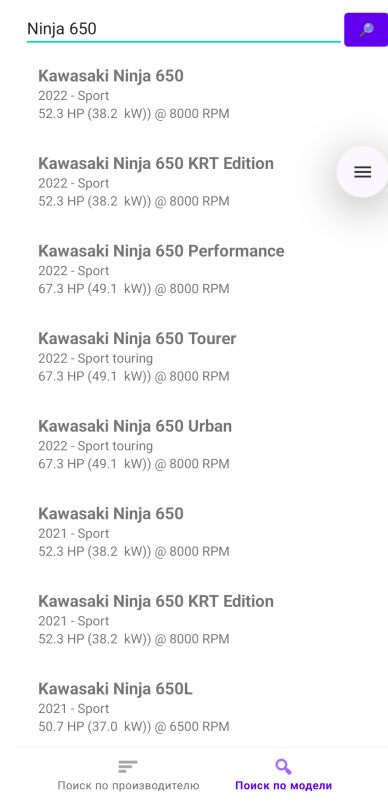 Ninja 650
Kawasaki Ninja 650
2022 - Sport
52.3 HP (38.2  kW)) @ 8000 RPM
Kawasaki Ninja 650 KRT Edition
2022 - Sport
52.3 HP (38.2  kW)) @ 8000 RPM
Kawasaki Ninja 650 Performance
2022 - Sport
67.3 HP (49.1  kW)) @ 8000 RPM
Kawasaki Ninja 650 Tourer
2022 - Sport touring
67.3 HP (49.1  kW)) @ 8000 RPM
Kawasaki Ninja 650 Urban
2022 - Sport touring
67.3 HP (49.1  kW)) @ 8000 RPM
Kawasaki Ninja 650
2021 - Sport
52.3 HP (38.2  kW)) @ 8000 RPM
Kawasaki Ninja 650 KRT Edition
2021 - Sport
52.3 HP (38.2  kW)) @ 8000 RPM
Kawasaki Ninja 650L
2021 - Sport
50.7 HP (37.0  kW)) @ 6500 RPM
Поиск по производителю
Поиск по модели